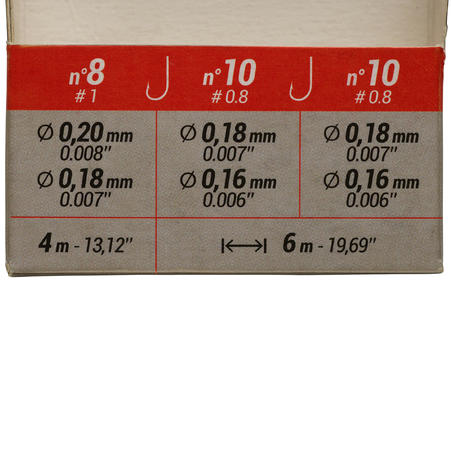 n°8 n°10 n°10
# 1 # 0.8 # 0.8
Ø 0,20 mm Ø 0,18 mm Ø 0,18 mm
0.008″ 0.007″ 0.007″
Ø 0,18 mm Ø 0,16 mm Ø 0,16 mm
0.007″ 0.006″ 0.006″
4 m - 13,12″ 6 m - 19,69″